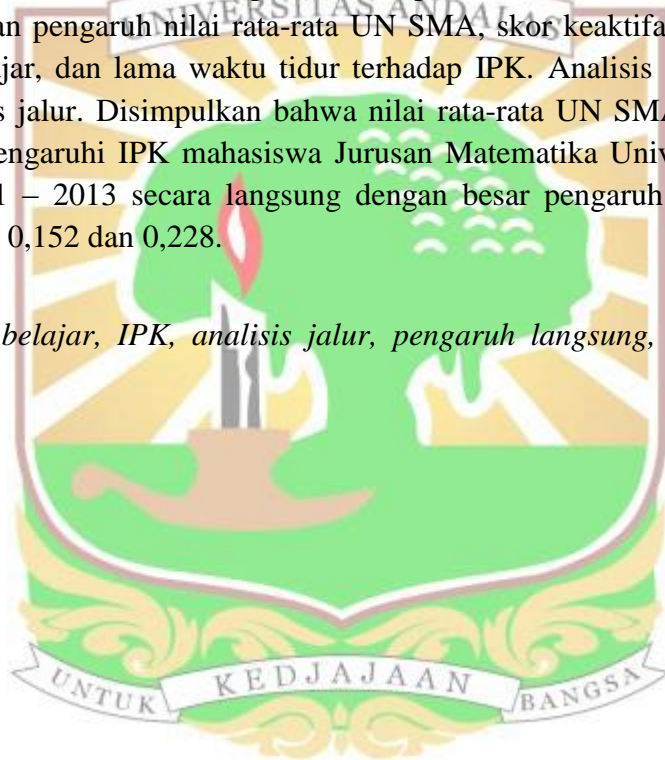 UNIVERSITAS ANDALAS
an pengaruh nilai rata-rata UN SMA, skor keaktifa
jar, dan lama waktu tidur terhadap IPK. Analisis
s jalur. Disimpulkan bahwa nilai rata-rata UN SMA
engaruhi IPK mahasiswa Jurusan Matematika Univ
– 2013 secara langsung dengan besar pengaruh
0,152 dan 0,228.
belajar, IPK, analisis jalur, pengaruh langsung,
UNTUK KEDJAJAAN BANGSA